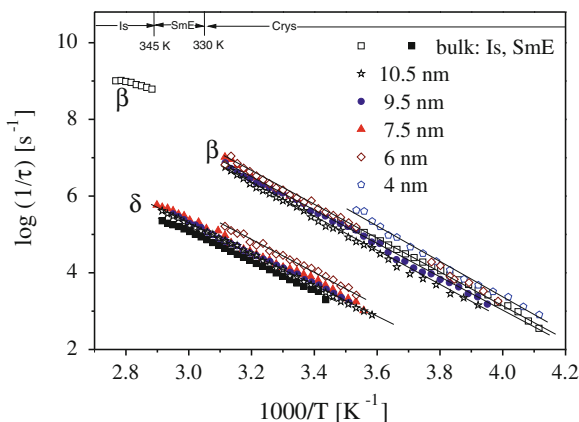 Is SmE Crys
345 K 330 K
10
8
6
4
2
log (1/τ) [s⁻¹]
bulk: Is, SmE
10.5 nm
9.5 nm
7.5 nm
6 nm
4 nm
β
β
δ
2.8 3.0 3.2 3.4 3.6 3.8 4.0 4.2
1000/T [K⁻¹]